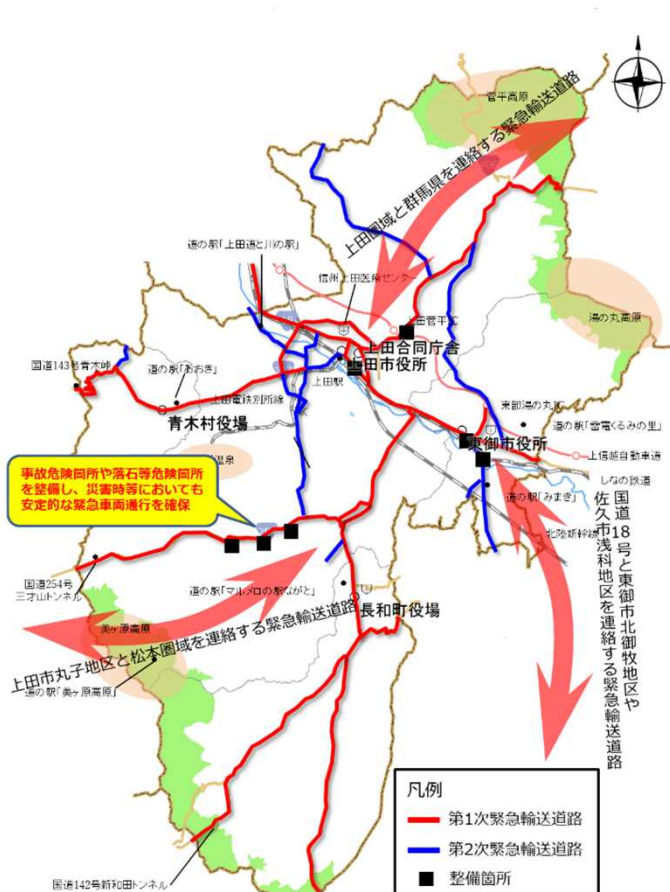 菅平高原
上田圏域と群馬県を連絡する緊急輸送道路
道の駅「上田道と川の駅」
信州上田医療センター
湯の丸高原
上田菅平IC
上田合同庁舎
上田市役所
国道143号青木峠
道の駅「あおき」
上田駅
上田電鉄別所線
青木村役場
東部湯の丸IC
道の駅「雷電くるみの里」
東御市役所
上信越自動車道
温泉
しなの鉄道
事故危険箇所や落石等危険箇所
を整備し、災害時等においても
安定的な緊急車両通行を確保
道の駅「みまき」
北陸新幹線
国道18号と東御市北御牧地区や
佐久市浅科地区を連絡する緊急輸送道路
国道254号
三才山トンネル
道の駅「マルメロの駅ながと」
長和町役場
美ヶ原高原
上田市丸子地区と松本圏域を連絡する緊急輸送道路
道の駅「美ヶ原高原」
国道142号新和田トンネル
凡例
第1次緊急輸送道路
第2次緊急輸送道路
整備箇所